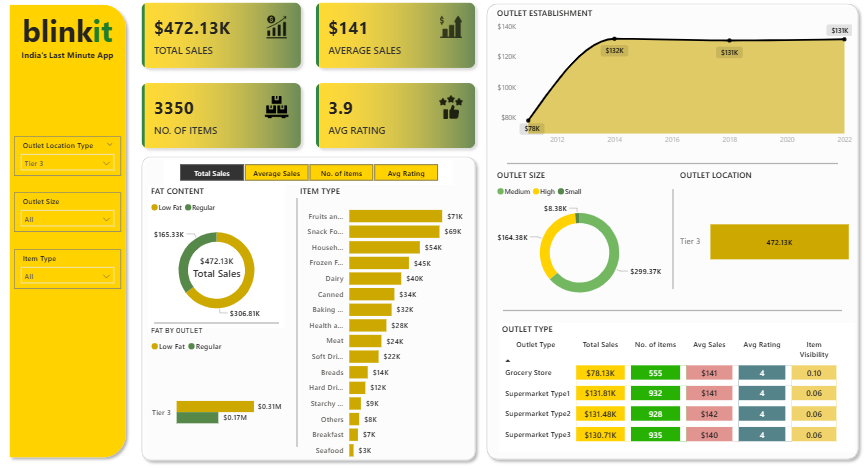 blinkit
India's Last Minute App
Outlet Location Type
Tier 3
Outlet Size
All
Item Type
All
$472.13K
TOTAL SALES
$141
AVERAGE SALES
3350
NO. OF ITEMS
3.9
AVG RATING
Total Sales Average Sales No. of items Avg Rating
FAT CONTENT
Low Fat Regular
$165.33K
$472.13K
Total Sales
$306.81K
FAT BY OUTLET
Low Fat Regular
Tier 3
$0.31M
$0.17M
ITEM TYPE
Fruits an... $71K
Snack Fo... $69K
Househ... $54K
Frozen F... $45K
Dairy $40K
Canned $34K
Baking ... $32K
Health a... $28K
Meat $24K
Soft Dri... $22K
Breads $14K
Hard Dri... $12K
Starchy ... $9K
Others $8K
Breakfast $7K
Seafood $3K
OUTLET ESTABLISHMENT
$140K
$120K
$100K
$80K
$78K
$132K
$131K
$131K
2012 2014 2016 2018 2020 2022
OUTLET SIZE
Medium High Small
$8.38K
$164.38K
$299.37K
OUTLET LOCATION
Tier 3 472.13K
OUTLET TYPE
Outlet Type Total Sales No. of items Avg Sales Avg Rating Item
Visibility
Grocery Store $78.13K 555 $141 4 0.10
Supermarket Type1 $131.81K 932 $141 4 0.06
Supermarket Type2 $131.48K 928 $142 4 0.06
Supermarket Type3 $130.71K 935 $140 4 0.06